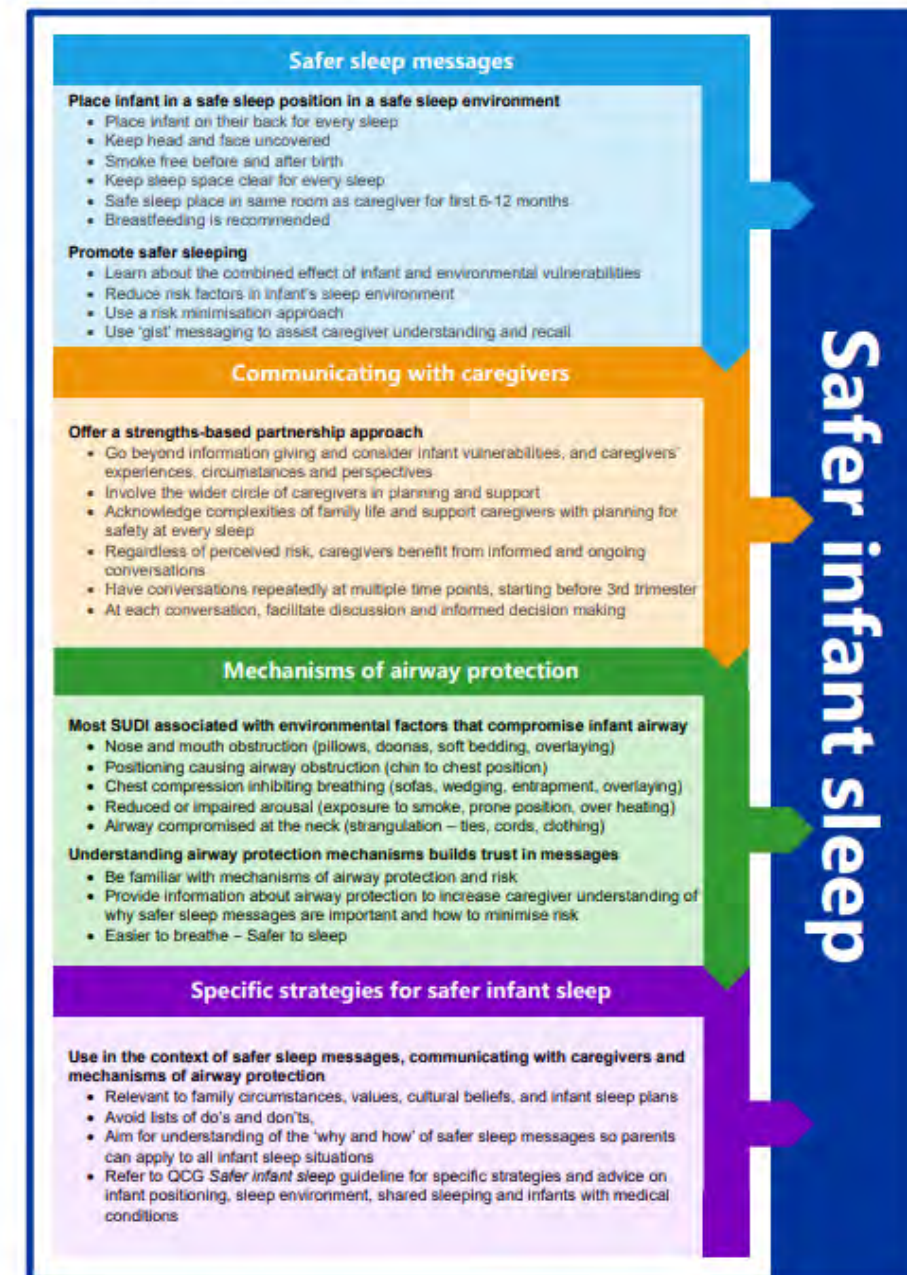 Safer sleep messages
Place infant in a safe sleep position in a safe sleep environment
• Place infant on their back for every sleep
• Keep head and face uncovered
• Smoke free before and after birth
• Keep sleep space clear for every sleep
• Safe sleep place in same room as caregiver for first 6-12 months
• Breastfeeding is recommended
Promote safer sleeping
• Learn about the combined effect of infant and environmental vulnerabilities
• Reduce risk factors in infant's sleep environment
• Use a risk minimisation approach
• Use 'gist' messaging to assist caregiver understanding and recall
Communicating with caregivers
Offer a strengths-based partnership approach
• Go beyond information giving and consider infant vulnerabilities, and caregivers'
experiences, circumstances and perspectives
• Involve the wider circle of caregivers in planning and support
• Acknowledge complexities of family life and support caregivers with planning for
safety at every sleep
• Regardless of perceived risk, caregivers benefit from informed and ongoing
conversations
• Have conversations repeatedly at multiple time points, starting before 3rd trimester
• At each conversation, facilitate discussion and informed decision making
Mechanisms of airway protection
Most SUDI associated with environmental factors that compromise infant airway
• Nose and mouth obstruction (pillows, doonas, soft bedding, overlaying)
• Positioning causing airway obstruction (chin to chest position)
• Chest compression inhibiting breathing (sofas, wedging, entrapment, overlaying)
• Reduced or impaired arousal (exposure to smoke, prone position, over heating)
• Airway compromised at the neck (strangulation – ties, cords, clothing)
Understanding airway protection mechanisms builds trust in messages
• Be familiar with mechanisms of airway protection and risk
• Provide information about airway protection to increase caregiver understanding of
why safer sleep messages are important and how to minimise risk
• Easier to breathe – Safer to sleep
Specific strategies for safer infant sleep
Use in the context of safer sleep messages, communicating with caregivers and
mechanisms of airway protection
• Relevant to family circumstances, values, cultural beliefs, and infant sleep plans
• Avoid lists of do's and don'ts,
• Aim for understanding of the 'why and how' of safer sleep messages so parents
can apply to all infant sleep situations
• Refer to QCG Safer infant sleep guideline for specific strategies and advice on
infant positioning, sleep environment, shared sleeping and infants with medical
conditions
Safer infant sleep